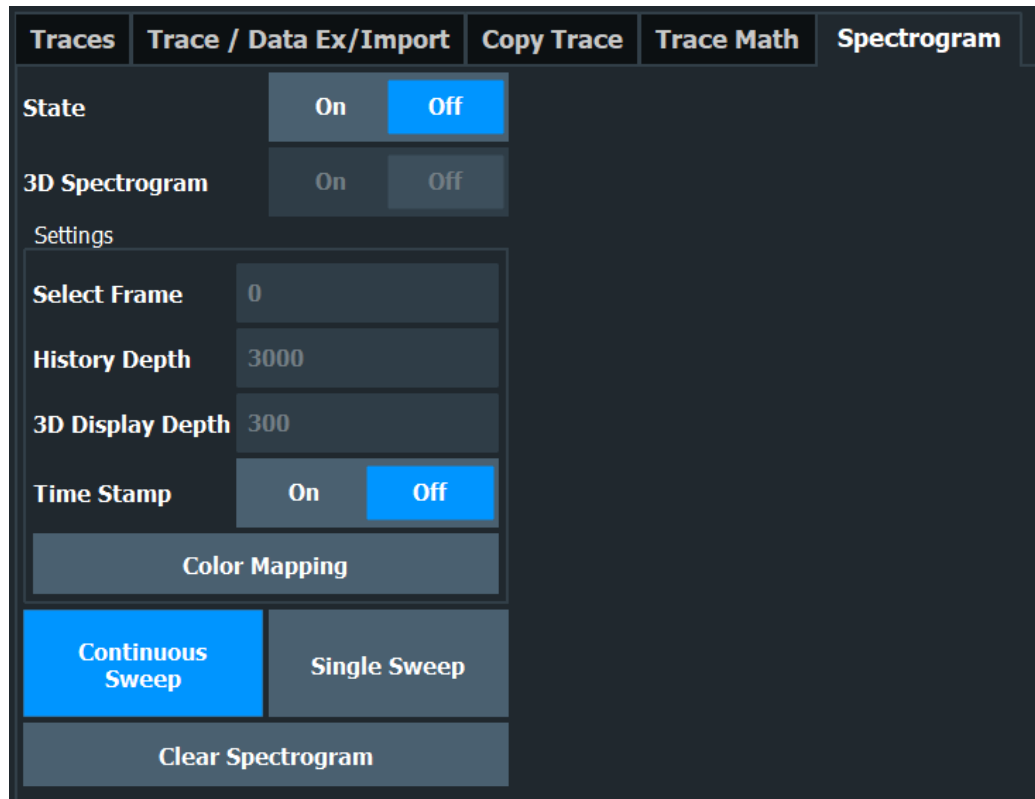 Traces Trace / Data Ex/Import Copy Trace Trace Math Spectrogram
State On Off
3D Spectrogram On Off
Settings
Select Frame 0
History Depth 3000
3D Display Depth 300
Time Stamp On Off
Color Mapping
Continuous
Sweep
Single Sweep
Clear Spectrogram